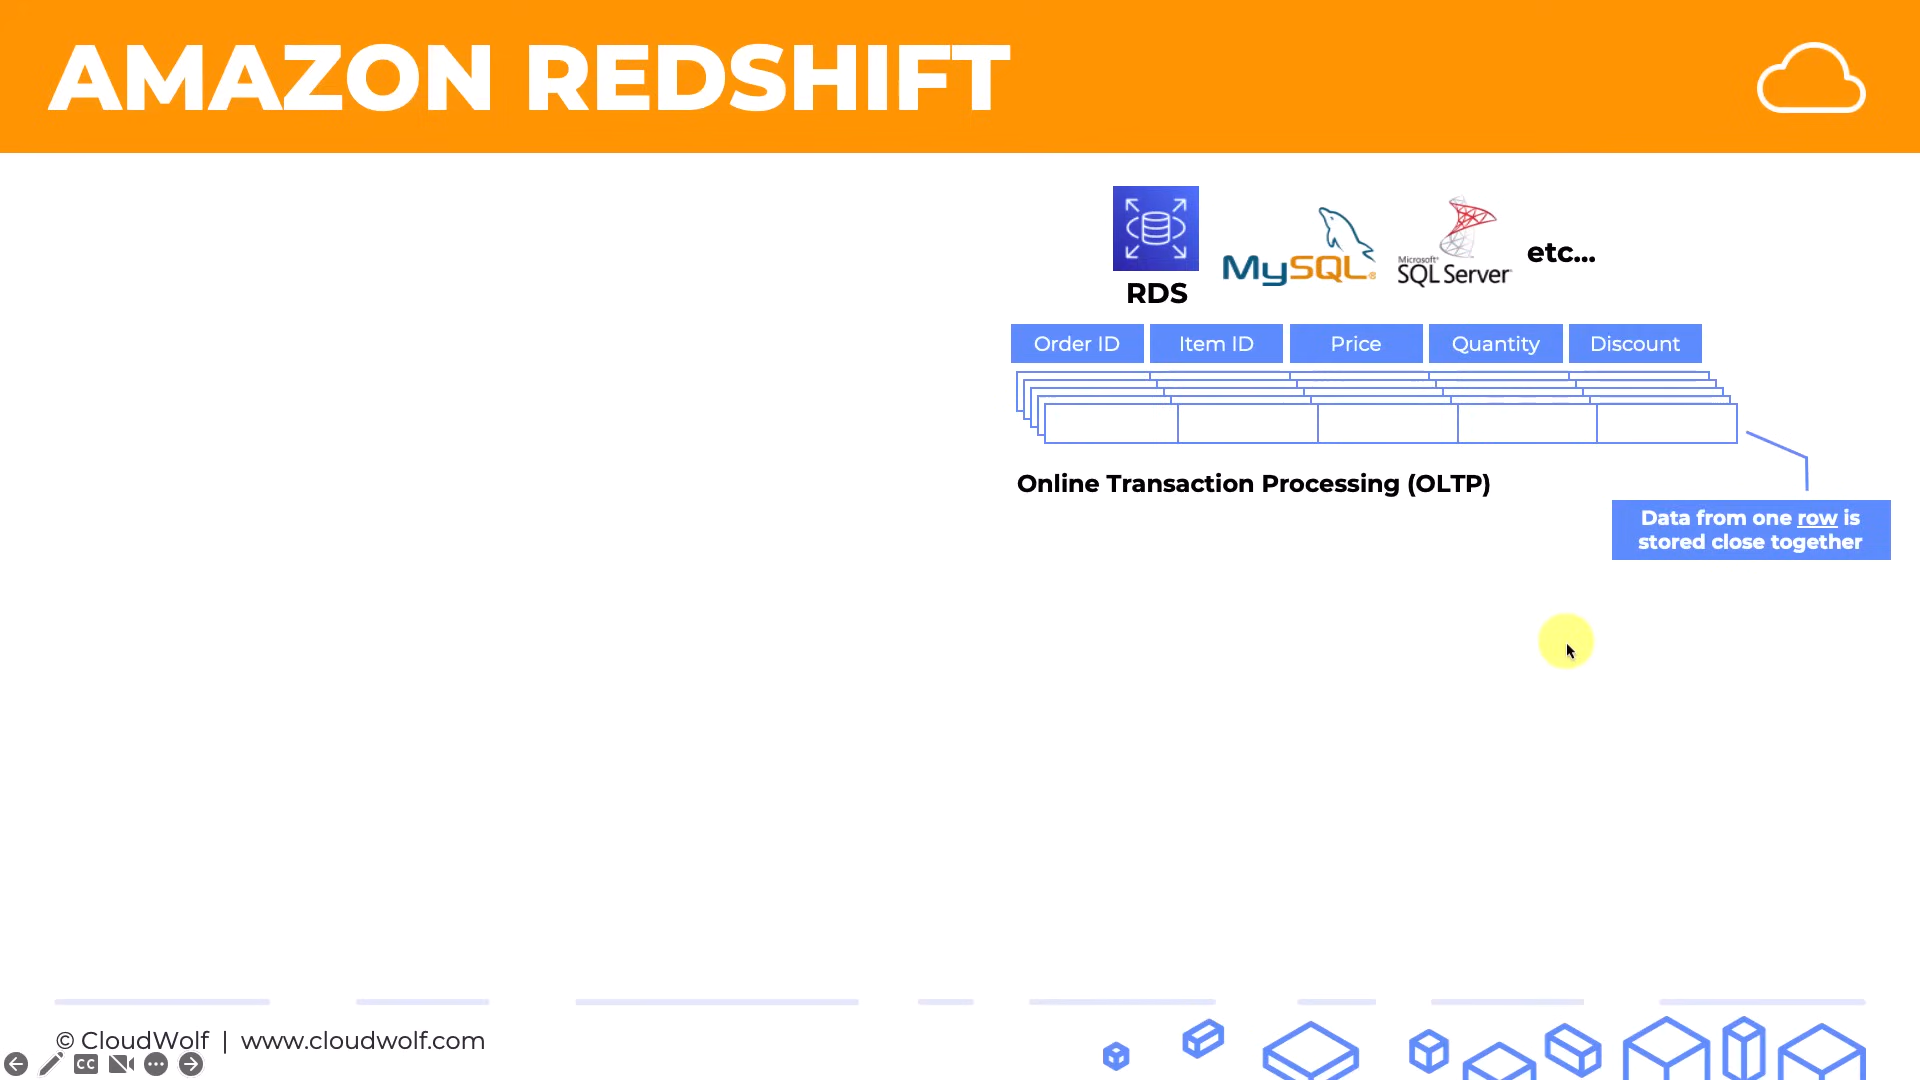 AMAZON REDSHIFT
RDS
MySQL®
Microsoft®
SQL Server
etc...
Order ID
Item ID
Price
Quantity
Discount
Online Transaction Processing (OLTP)
Data from one row is
stored close together
© CloudWolf | www.cloudwolf.com
CC